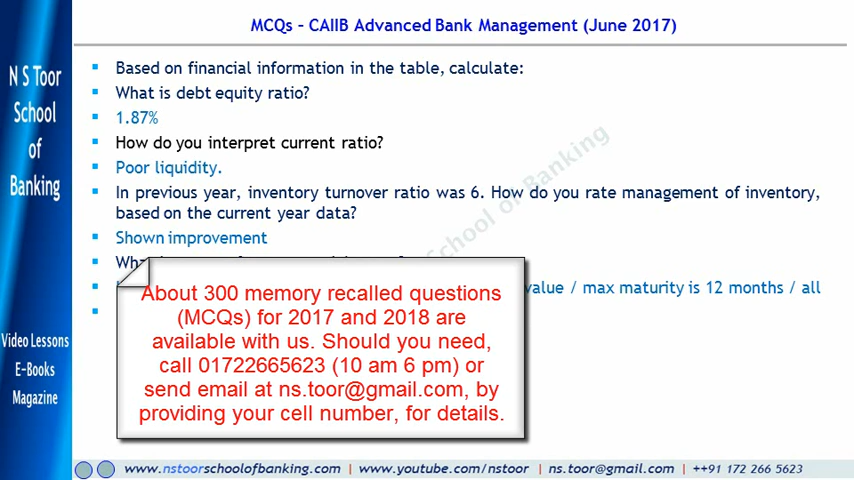 MCQs – CAIIB Advanced Bank Management (June 2017)
N S Toor
School
of
Banking
Video Lessons
E-Books
Magazine
Based on financial information in the table, calculate:
What is debt equity ratio?
1.87%
How do you interpret current ratio?
Poor liquidity.
In previous year, inventory turnover ratio was 6. How do you rate management of inventory,
based on the current year data?
Shown improvement
value / max maturity is 12 months / all
School of Banking
About 300 memory recalled questions
(MCQs) for 2017 and 2018 are
available with us. Should you need,
call 01722665623 (10 am 6 pm) or
send email at ns.toor@gmail.com, by
providing your cell number, for details.
www.nstoorschoolofbanking.com | www.youtube.com/nstoor | ns.toor@gmail.com | ++91 172 266 5623